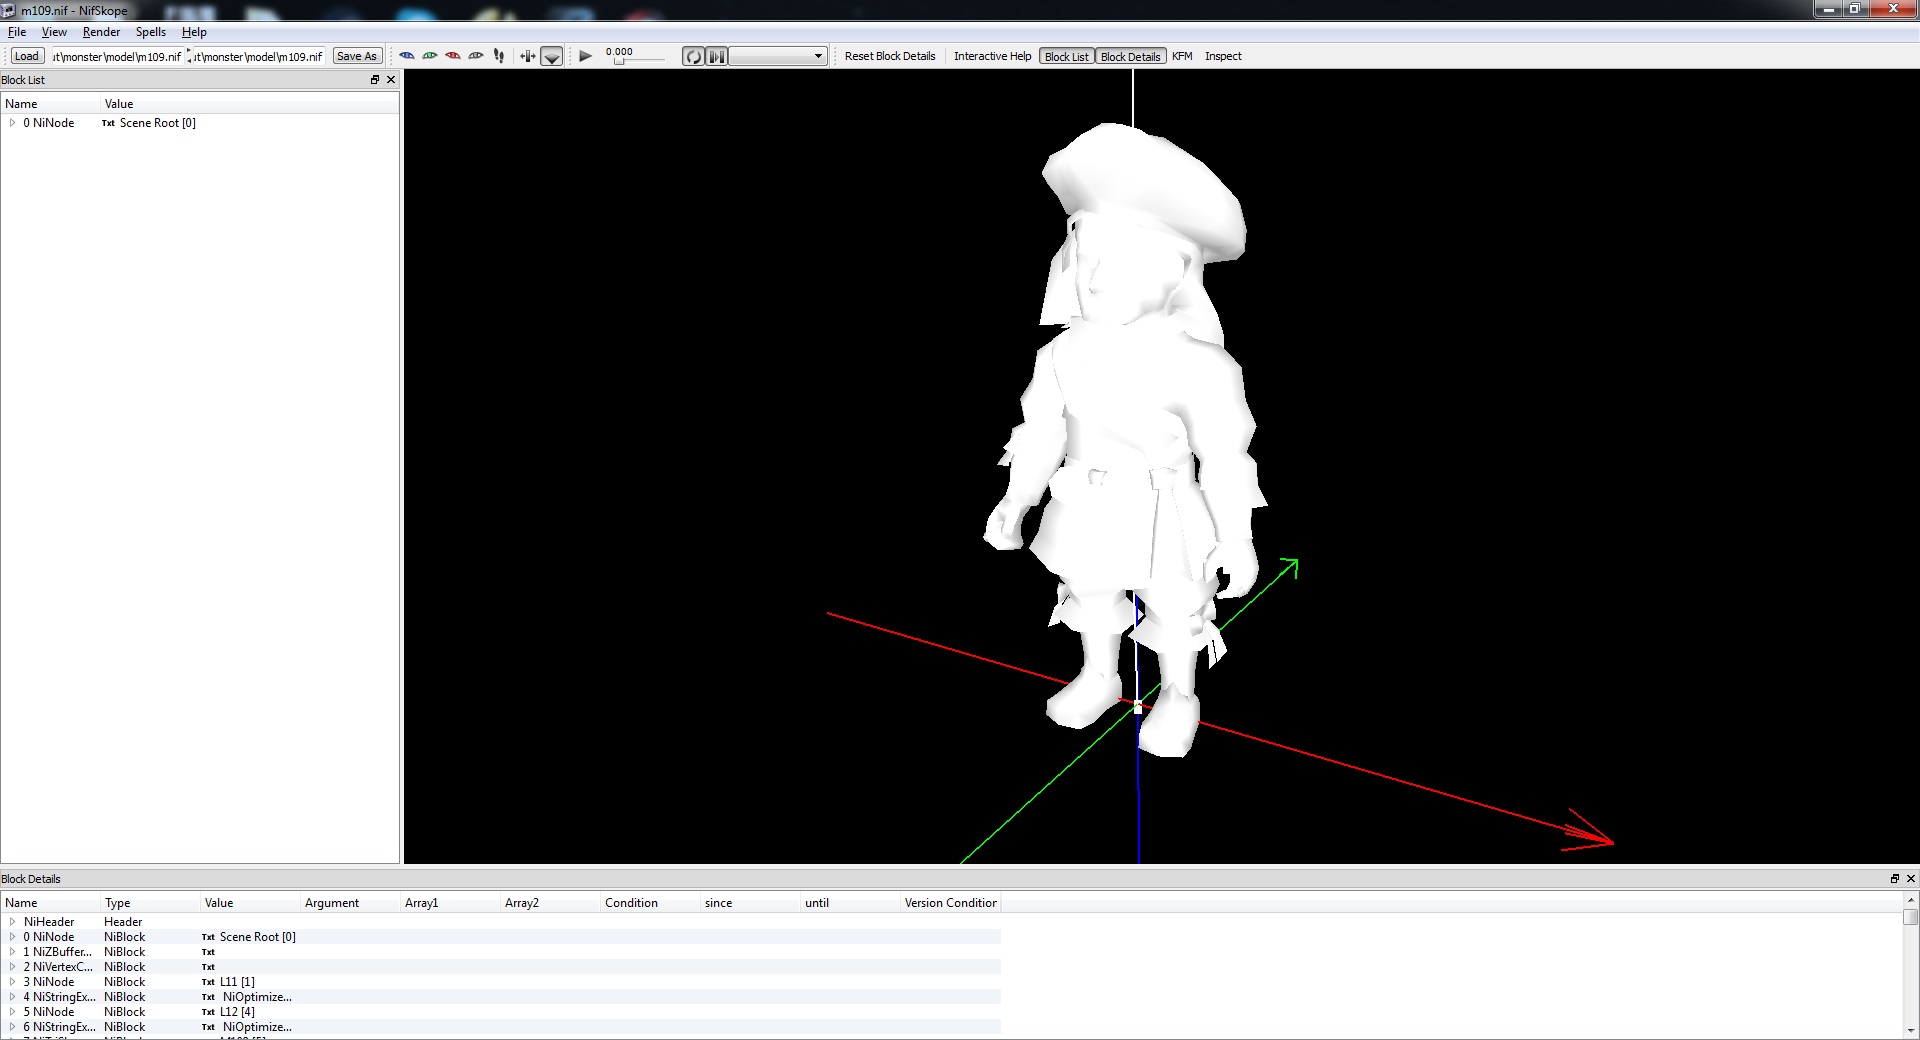 m109.nif - NifSkope
File View Render Spells Help
Load ut\monster\model\m109.nif ut\monster\model\m109.nif Save As 0.000 Reset Block Details Interactive Help Block List Block Details KFM Inspect
Block List
Name Value
0 NiNode Txt Scene Root [0]
Block Details
Name Type Value Argument Array1 Array2 Condition since until Version Condition
NiHeader Header
0 NiNode NiBlock Txt Scene Root [0]
1 NiZBuffer... NiBlock Txt
2 NiVertexC... NiBlock Txt
3 NiNode NiBlock Txt L11 [1]
4 NiStringEx... NiBlock Txt NiOptimize...
5 NiNode NiBlock Txt L12 [4]
6 NiStringEx... NiBlock Txt NiOptimize...